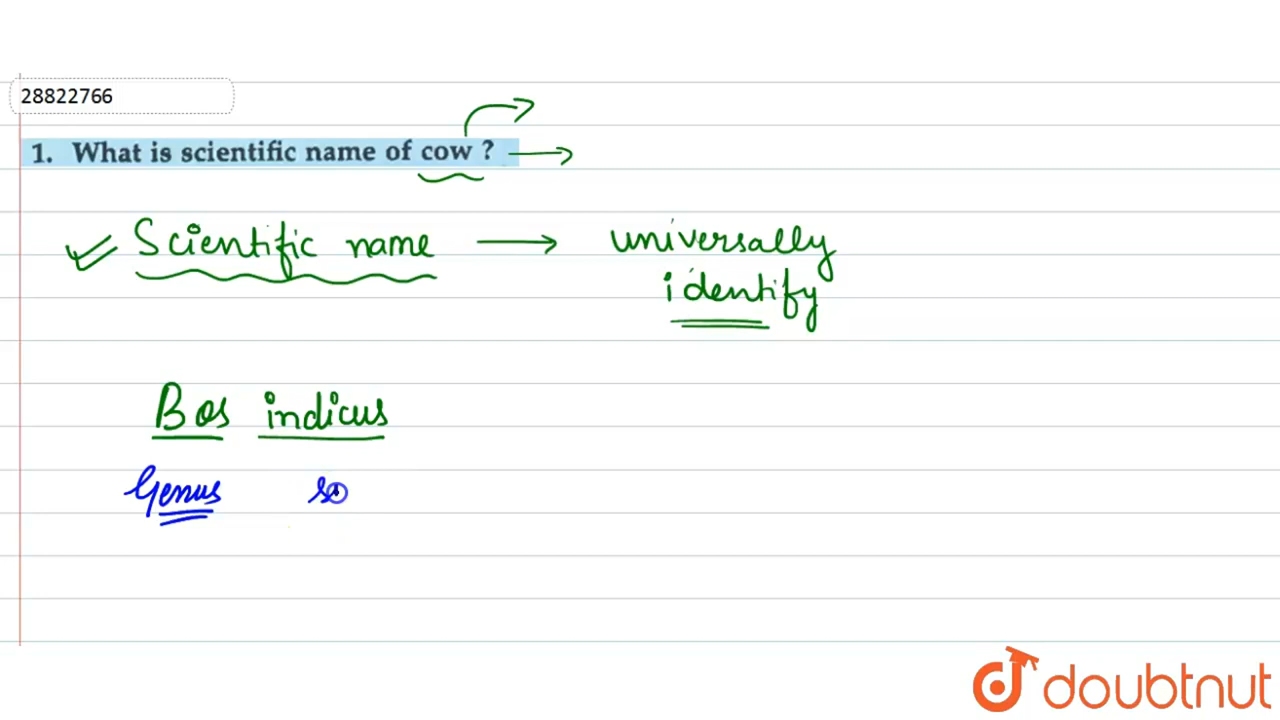 28822766
1. What is scientific name of cow ?
Scientific name → universally
identify
Bos indicus
Genus
doubtnut